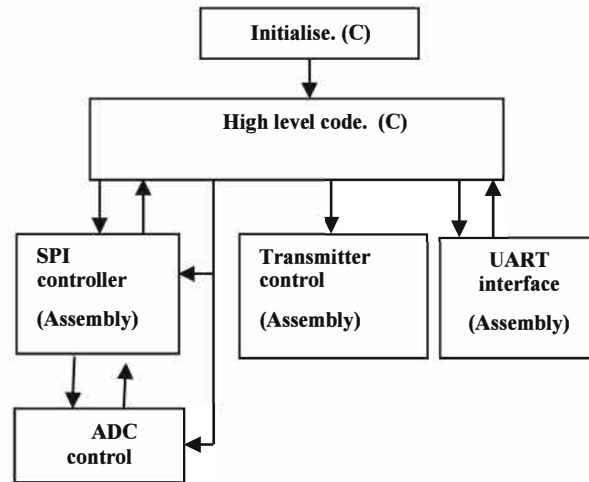 Initialise. (C)
High level code. (C)
SPI
controller
(Assembly)
Transmitter
control
(Assembly)
UART
interface
(Assembly)
ADC
control